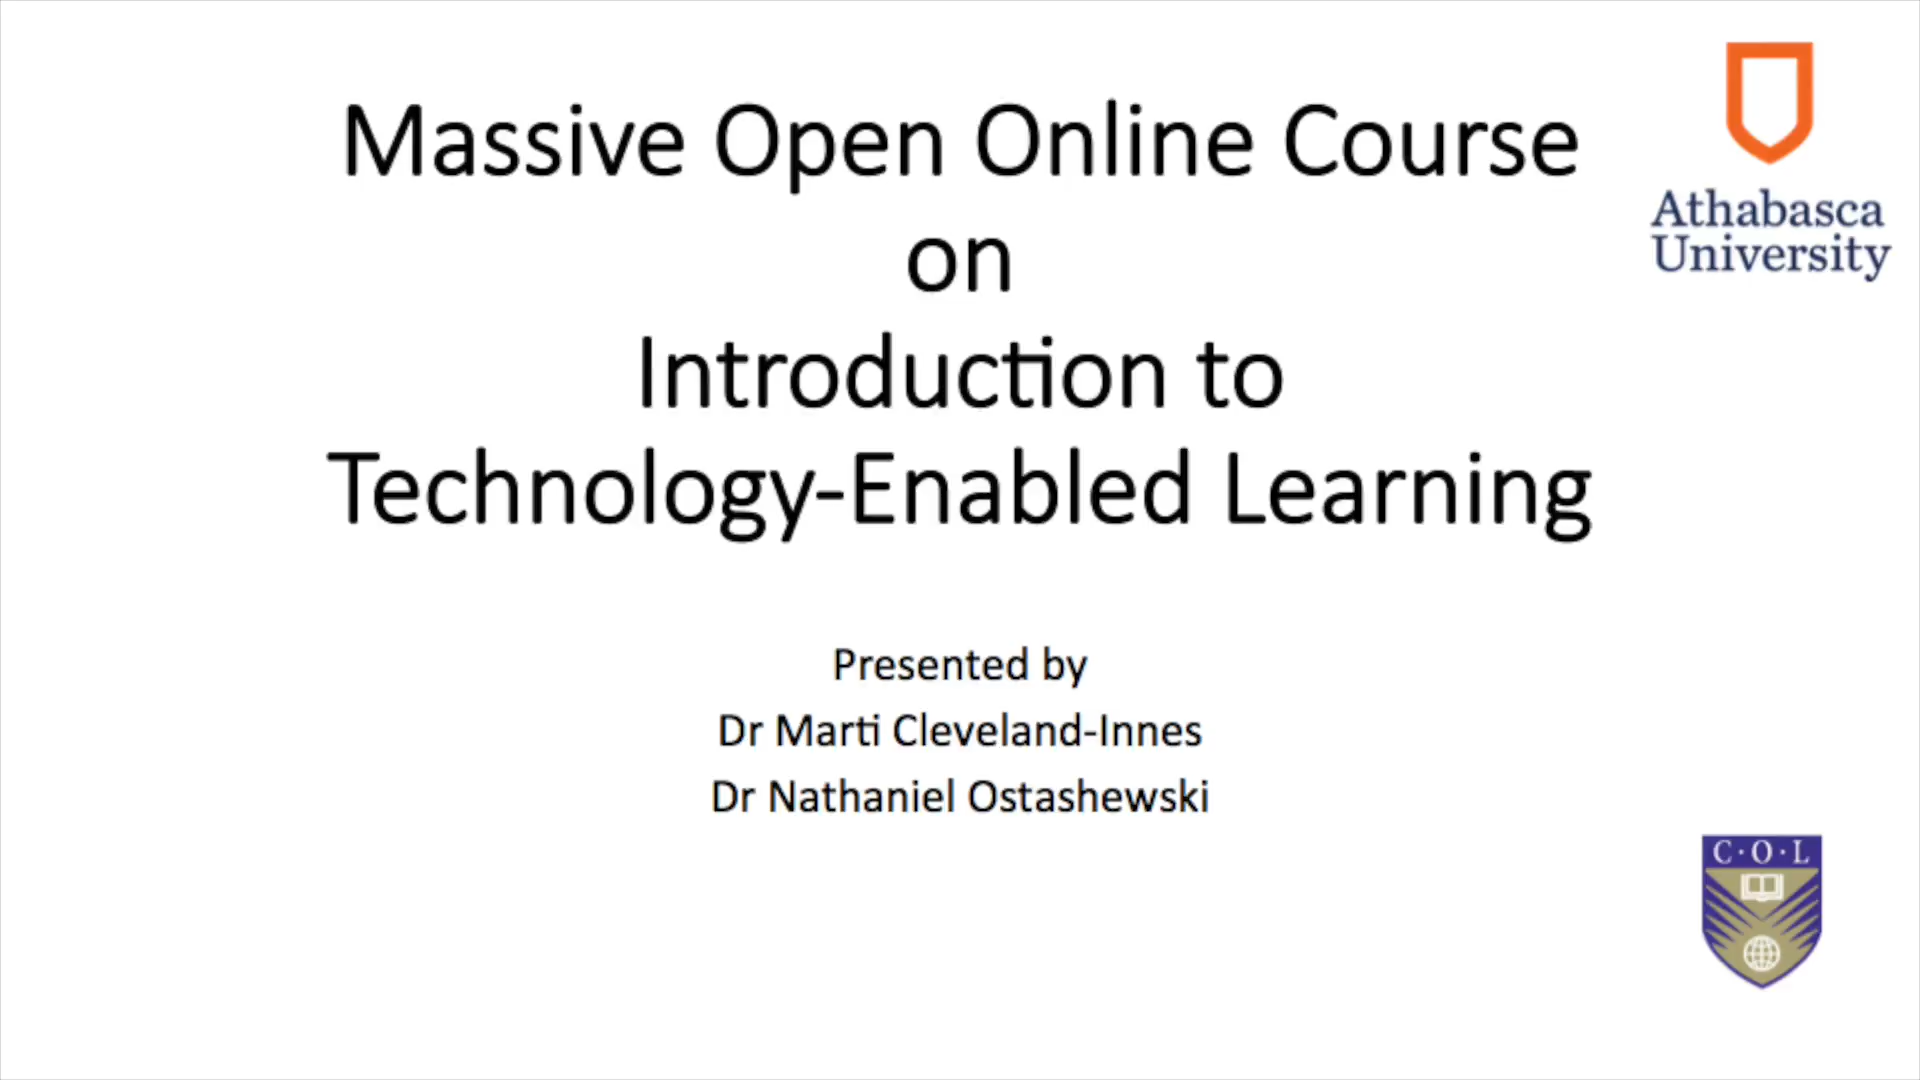 Massive Open Online Course
on
Introduction to
Technology-Enabled Learning
Athabasca
University
Presented by
Dr Marti Cleveland-Innes
Dr Nathaniel Ostashewski
C·O·L